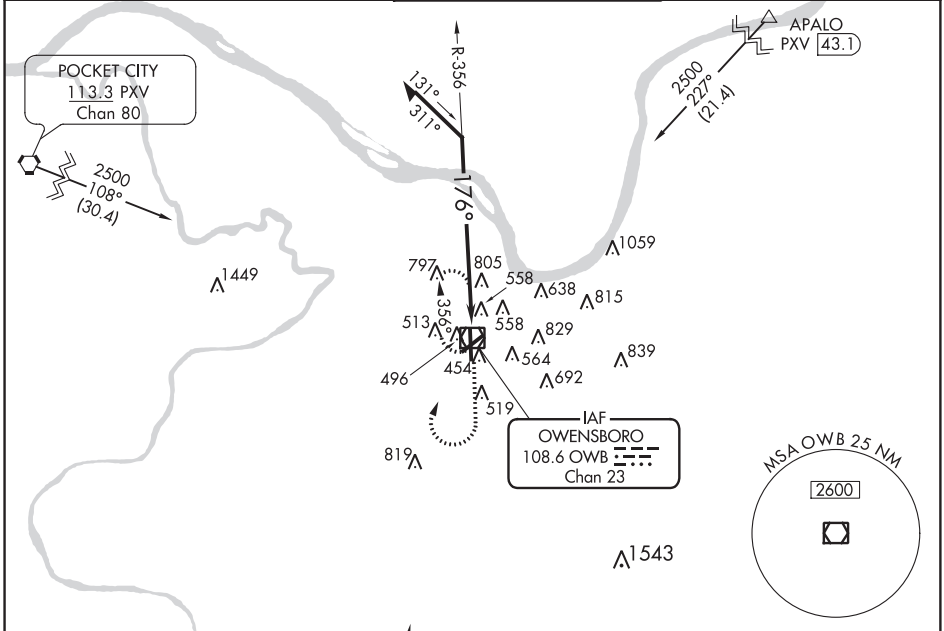 POCKET CITY
113.3 PXV
Chan 80
2500
108°
(30.4)
R-356
131°
311°
176°
APALO
PXV 43.1
2500
227°
(21.4)
1449
797
805
558
638
1059
815
356°
513
558
829
496
454
564
839
692
519
819
IAF
OWENSBORO
108.6 OWB
Chan 23
1543
MSA OWB 25 NM
2600